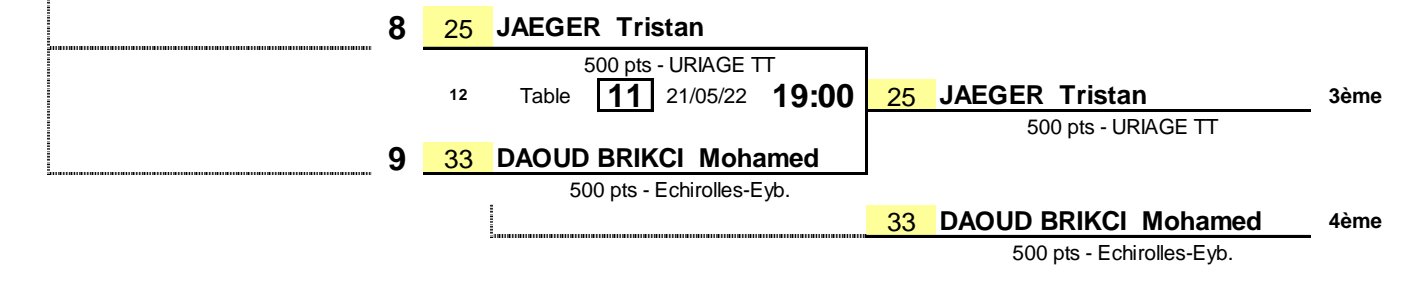 8 25 JAEGER Tristan
500 pts - URIAGE TT
12 Table 11 21/05/22 19:00 25 JAEGER Tristan 3ème
500 pts - URIAGE TT
9 33 DAOUD BRIKCI Mohamed
500 pts - Echirolles-Eyb.
33 DAOUD BRIKCI Mohamed 4ème
500 pts - Echirolles-Eyb.